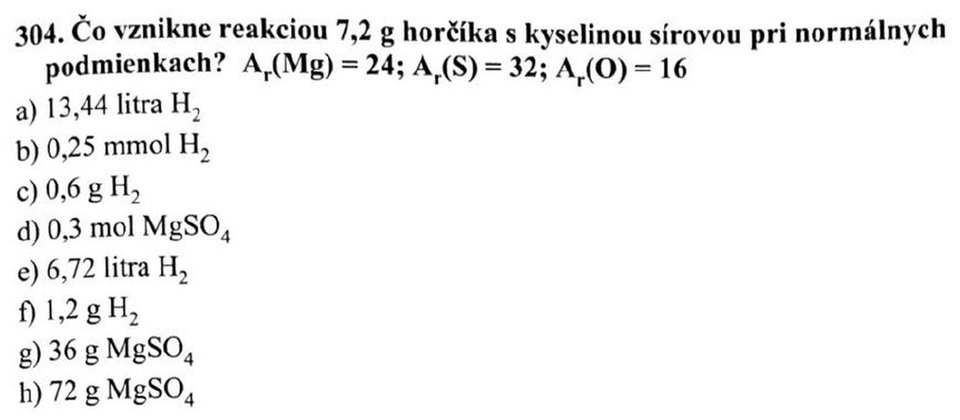 304. Čo vznikne reakciou 7,2 g horčíka s kyselinou sírovou pri normálnych
podmienkach? Aᵣ(Mg) = 24; Aᵣ(S) = 32; Aᵣ(O) = 16
a) 13,44 litra H₂
b) 0,25 mmol H₂
c) 0,6 g H₂
d) 0,3 mol MgSO₄
e) 6,72 litra H₂
f) 1,2 g H₂
g) 36 g MgSO₄
h) 72 g MgSO₄